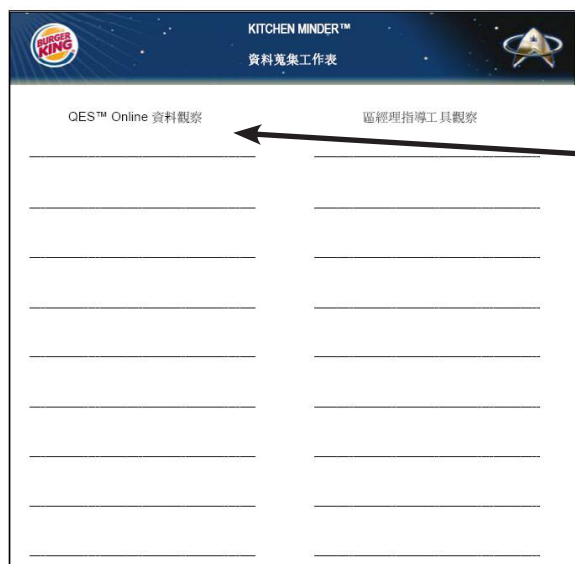 BURGER
KING
KITCHEN MINDER™
資料蒐集工作表
QES™ Online 資料觀察
區經理指導工具觀察